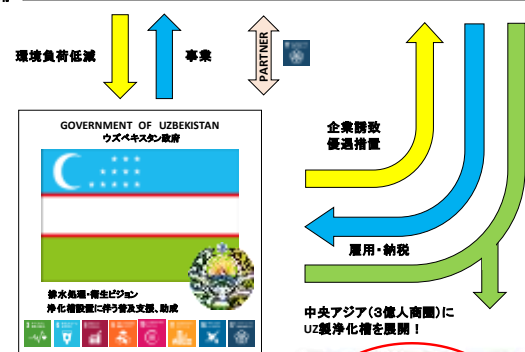 環境負荷低減
事業
PARTNER
GOVERNMENT OF UZBEKISTAN
ウズベキスタン政府
排水処理・衛生ビジョン
浄化槽設置に伴う普及支援、助成
企業誘致
優遇措置
雇用・納税
中央アジア(3億人商圏)に
UZ製浄化槽を展開！